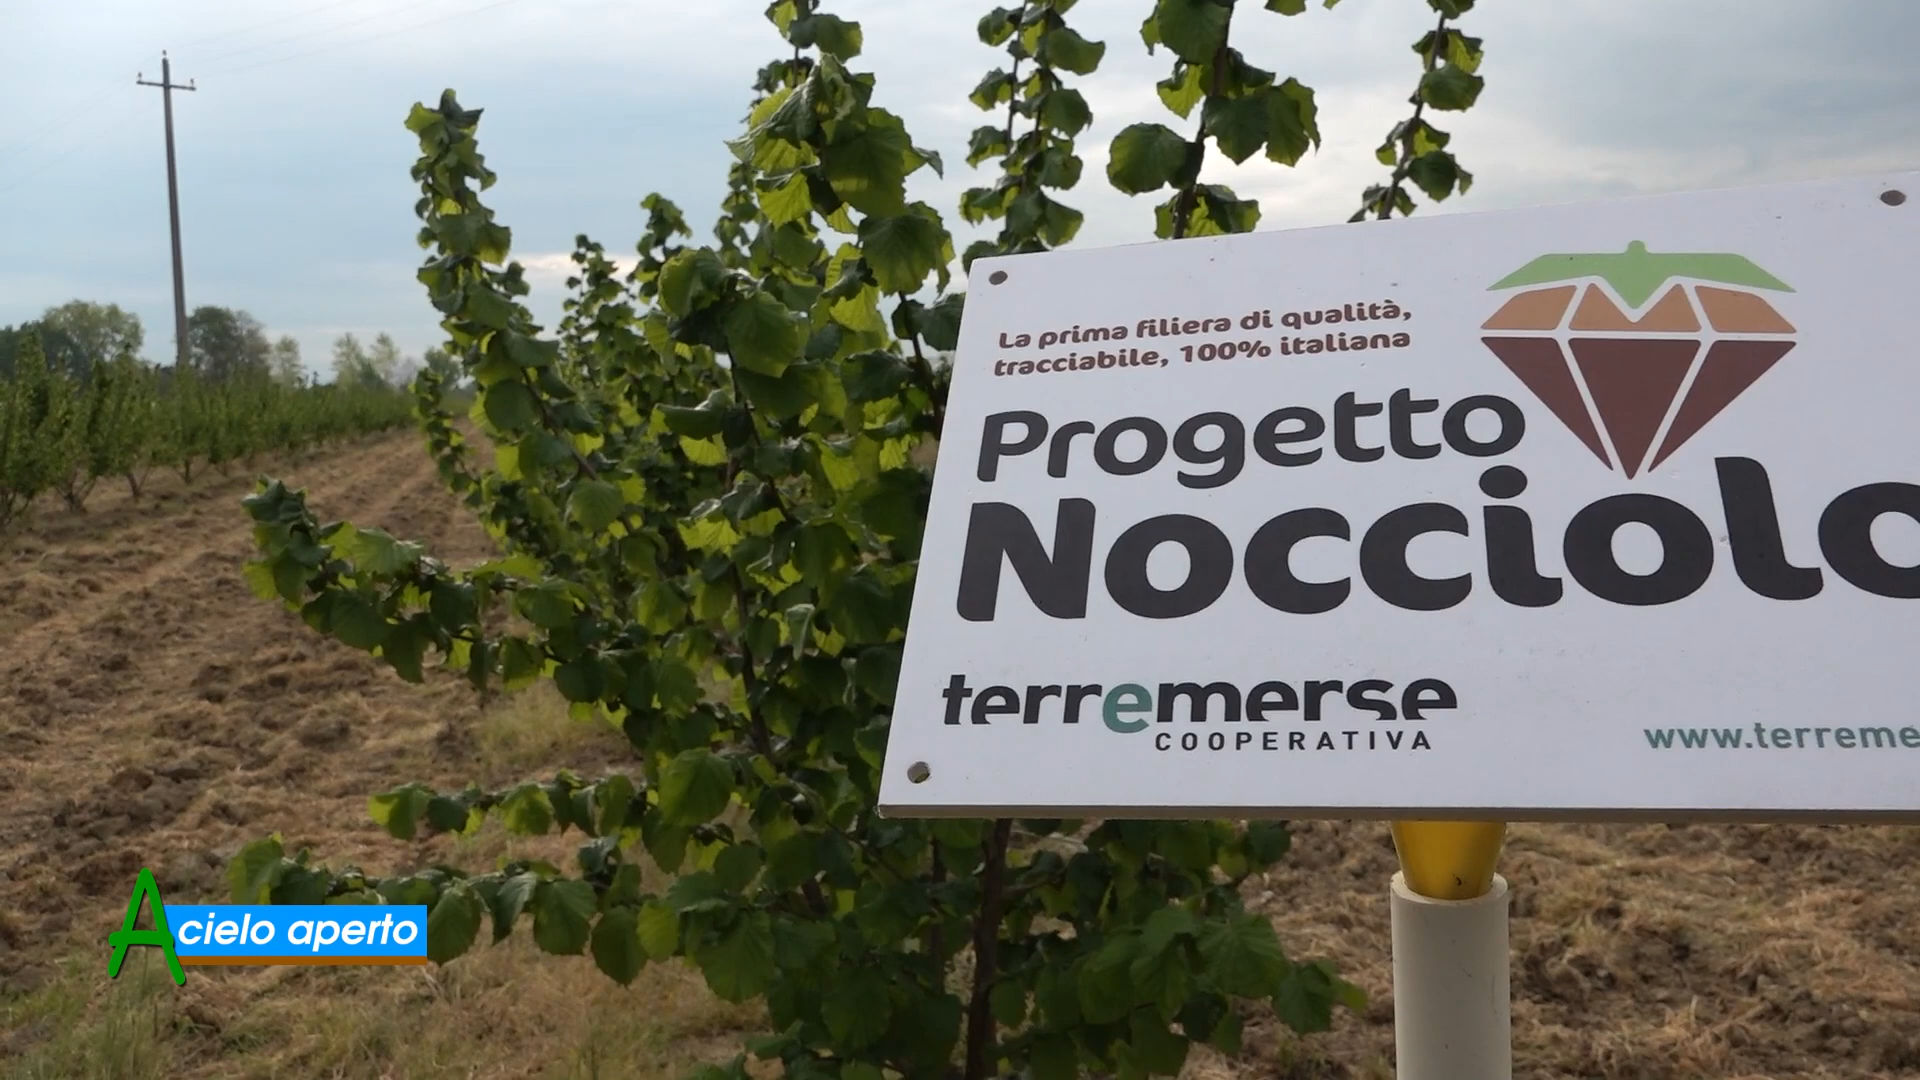 La prima filiera di qualità,
tracciabile, 100% italiana
Progetto
Nocciolo
terremerse
COOPERATIVA
www.terreme
A cielo aperto